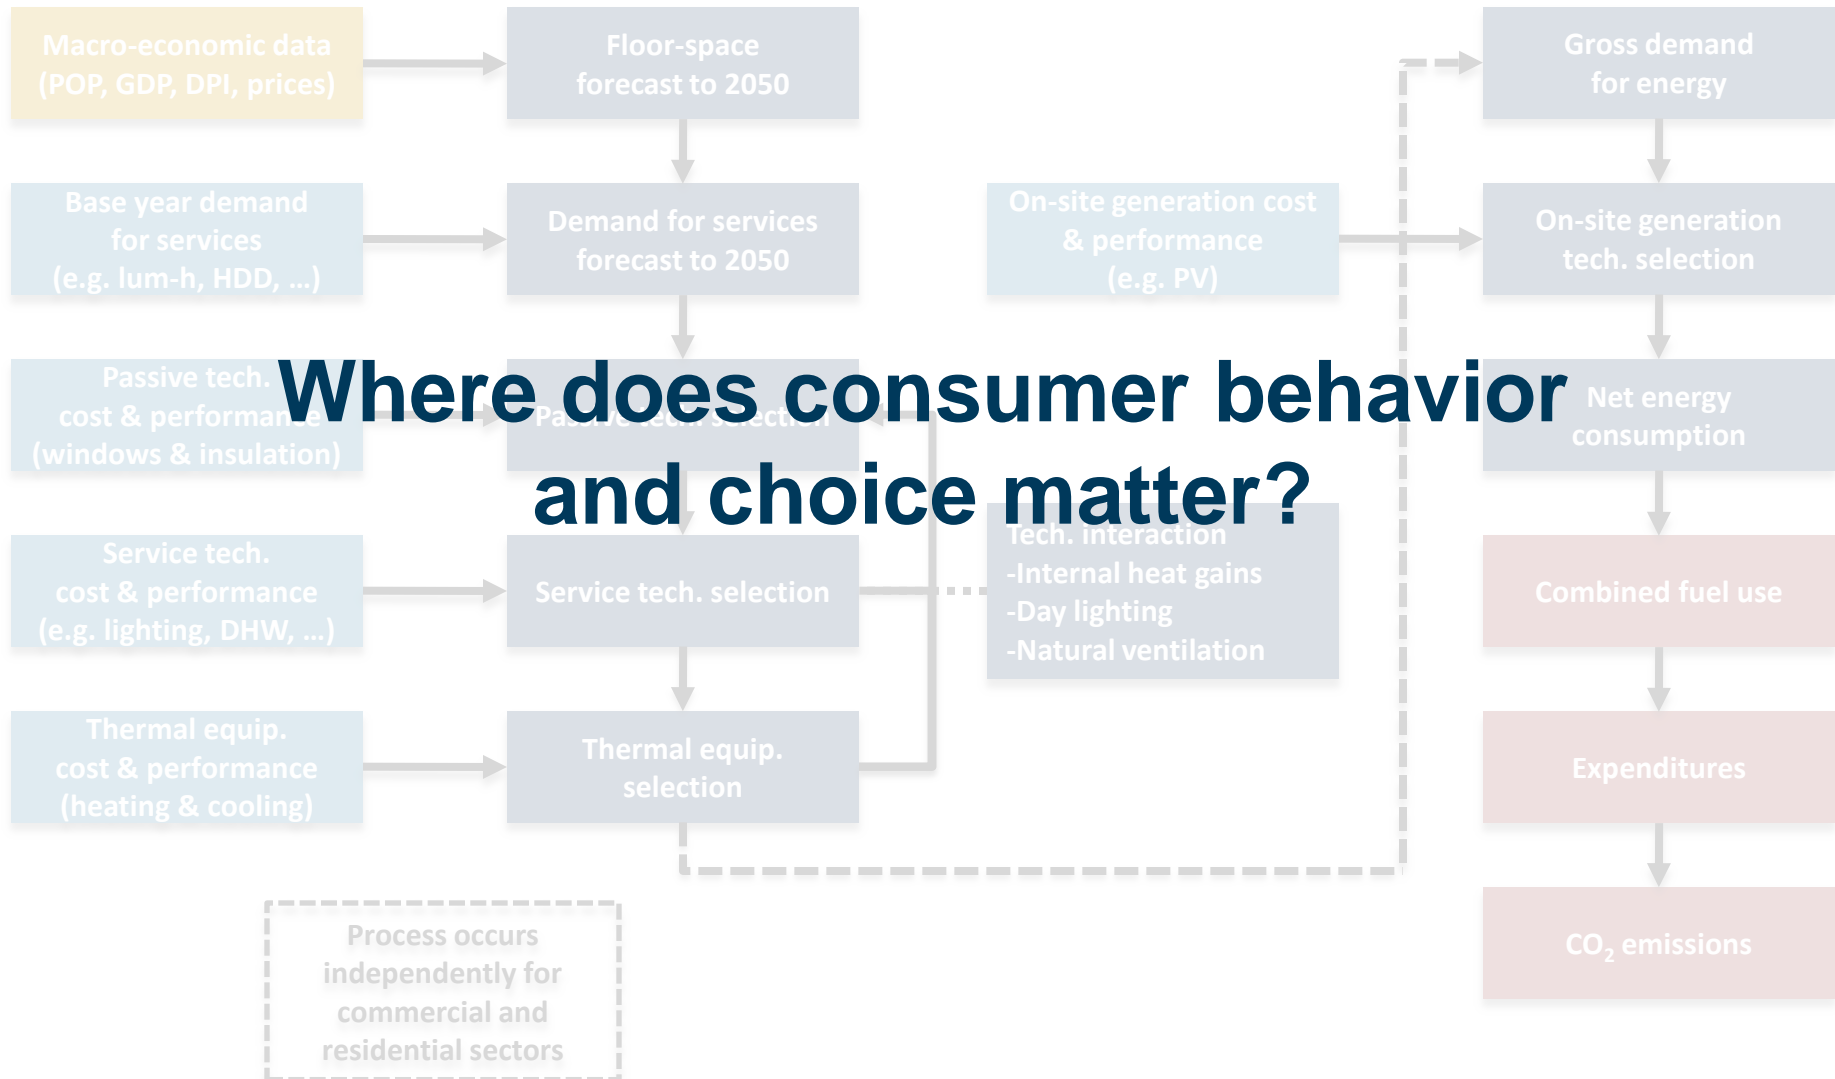 Where does consumer behavior
and choice matter?
Macro-economic data
(POP, GDP, DPI, prices)
Floor-space
forecast to 2050
Gross demand
for energy
Base year demand
for services
(e.g. lum-h, HDD, ...)
Demand for services
forecast to 2050
On-site generation cost
& performance
(e.g. PV)
On-site generation
tech. selection
Passive tech.
cost & performance
(windows & insulation)
Passive tech. selection
Net energy
consumption
Service tech.
cost & performance
(e.g. lighting, DHW, ...)
Service tech. selection
Tech. interaction
-Internal heat gains
-Day lighting
-Natural ventilation
Combined fuel use
Thermal equip.
cost & performance
(heating & cooling)
Thermal equip.
selection
Expenditures
Process occurs
independently for
commercial and
residential sectors
CO₂ emissions